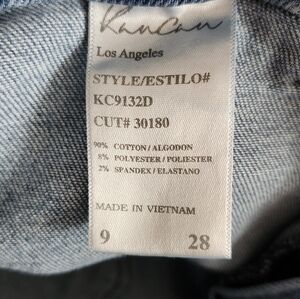 KanCan
Los Angeles
STYLE/ESTILO#
KC9132D
CUT# 30180
90% COTTON / ALGODON
8% POLYESTER / POLIESTER
2% SPANDEX / ELASTANO
MADE IN VIETNAM
9 28